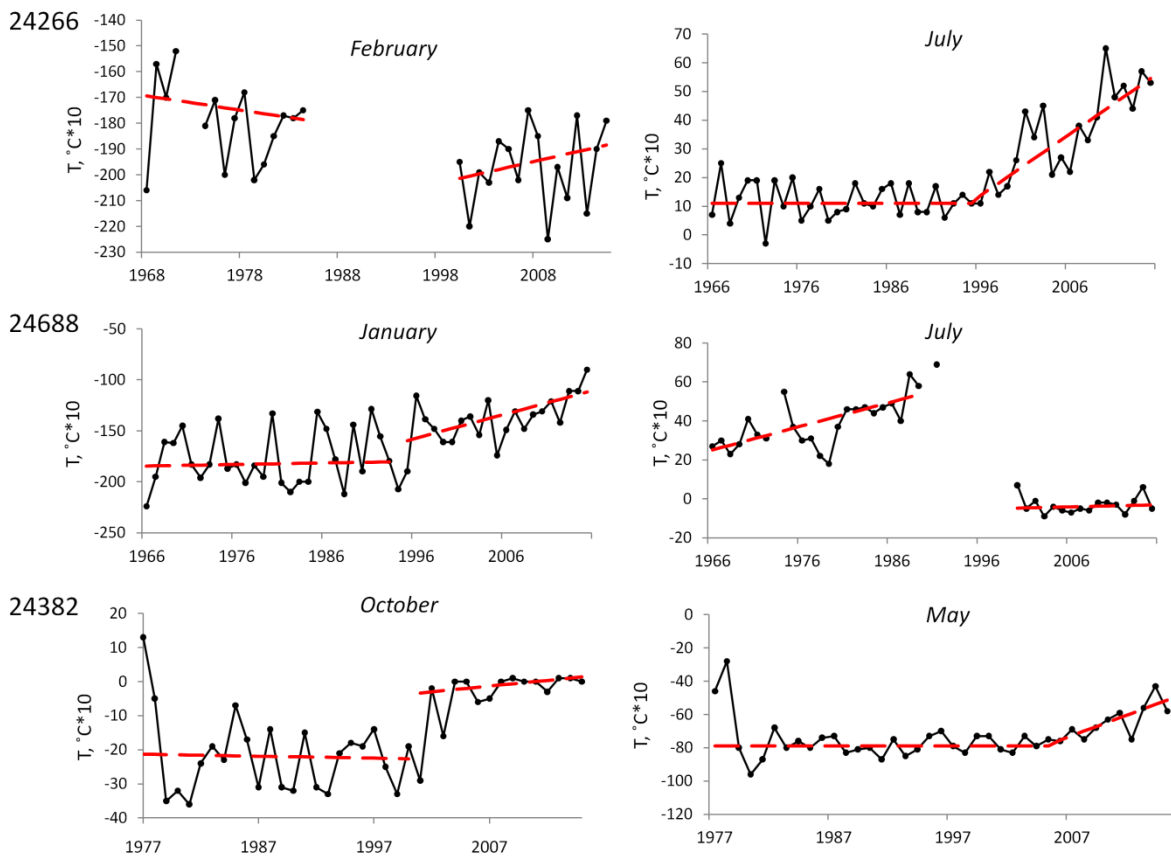 24266
February
T, ˚C*10
-140
-150
-160
-170
-180
-190
-200
-210
-220
-230
1968 1978 1988 1998 2008
July
T, ˚C*10
70
60
50
40
30
20
10
0
-10
1966 1976 1986 1996 2006
24688
January
T, ˚C*10
-50
-100
-150
-200
-250
1966 1976 1986 1996 2006
July
T, ˚C*10
80
60
40
20
0
-20
1966 1976 1986 1996 2006
24382
October
T, ˚C*10
20
10
0
-10
-20
-30
-40
1977 1987 1997 2007
May
T, ˚C*10
0
-20
-40
-60
-80
-100
-120
1977 1987 1997 2007